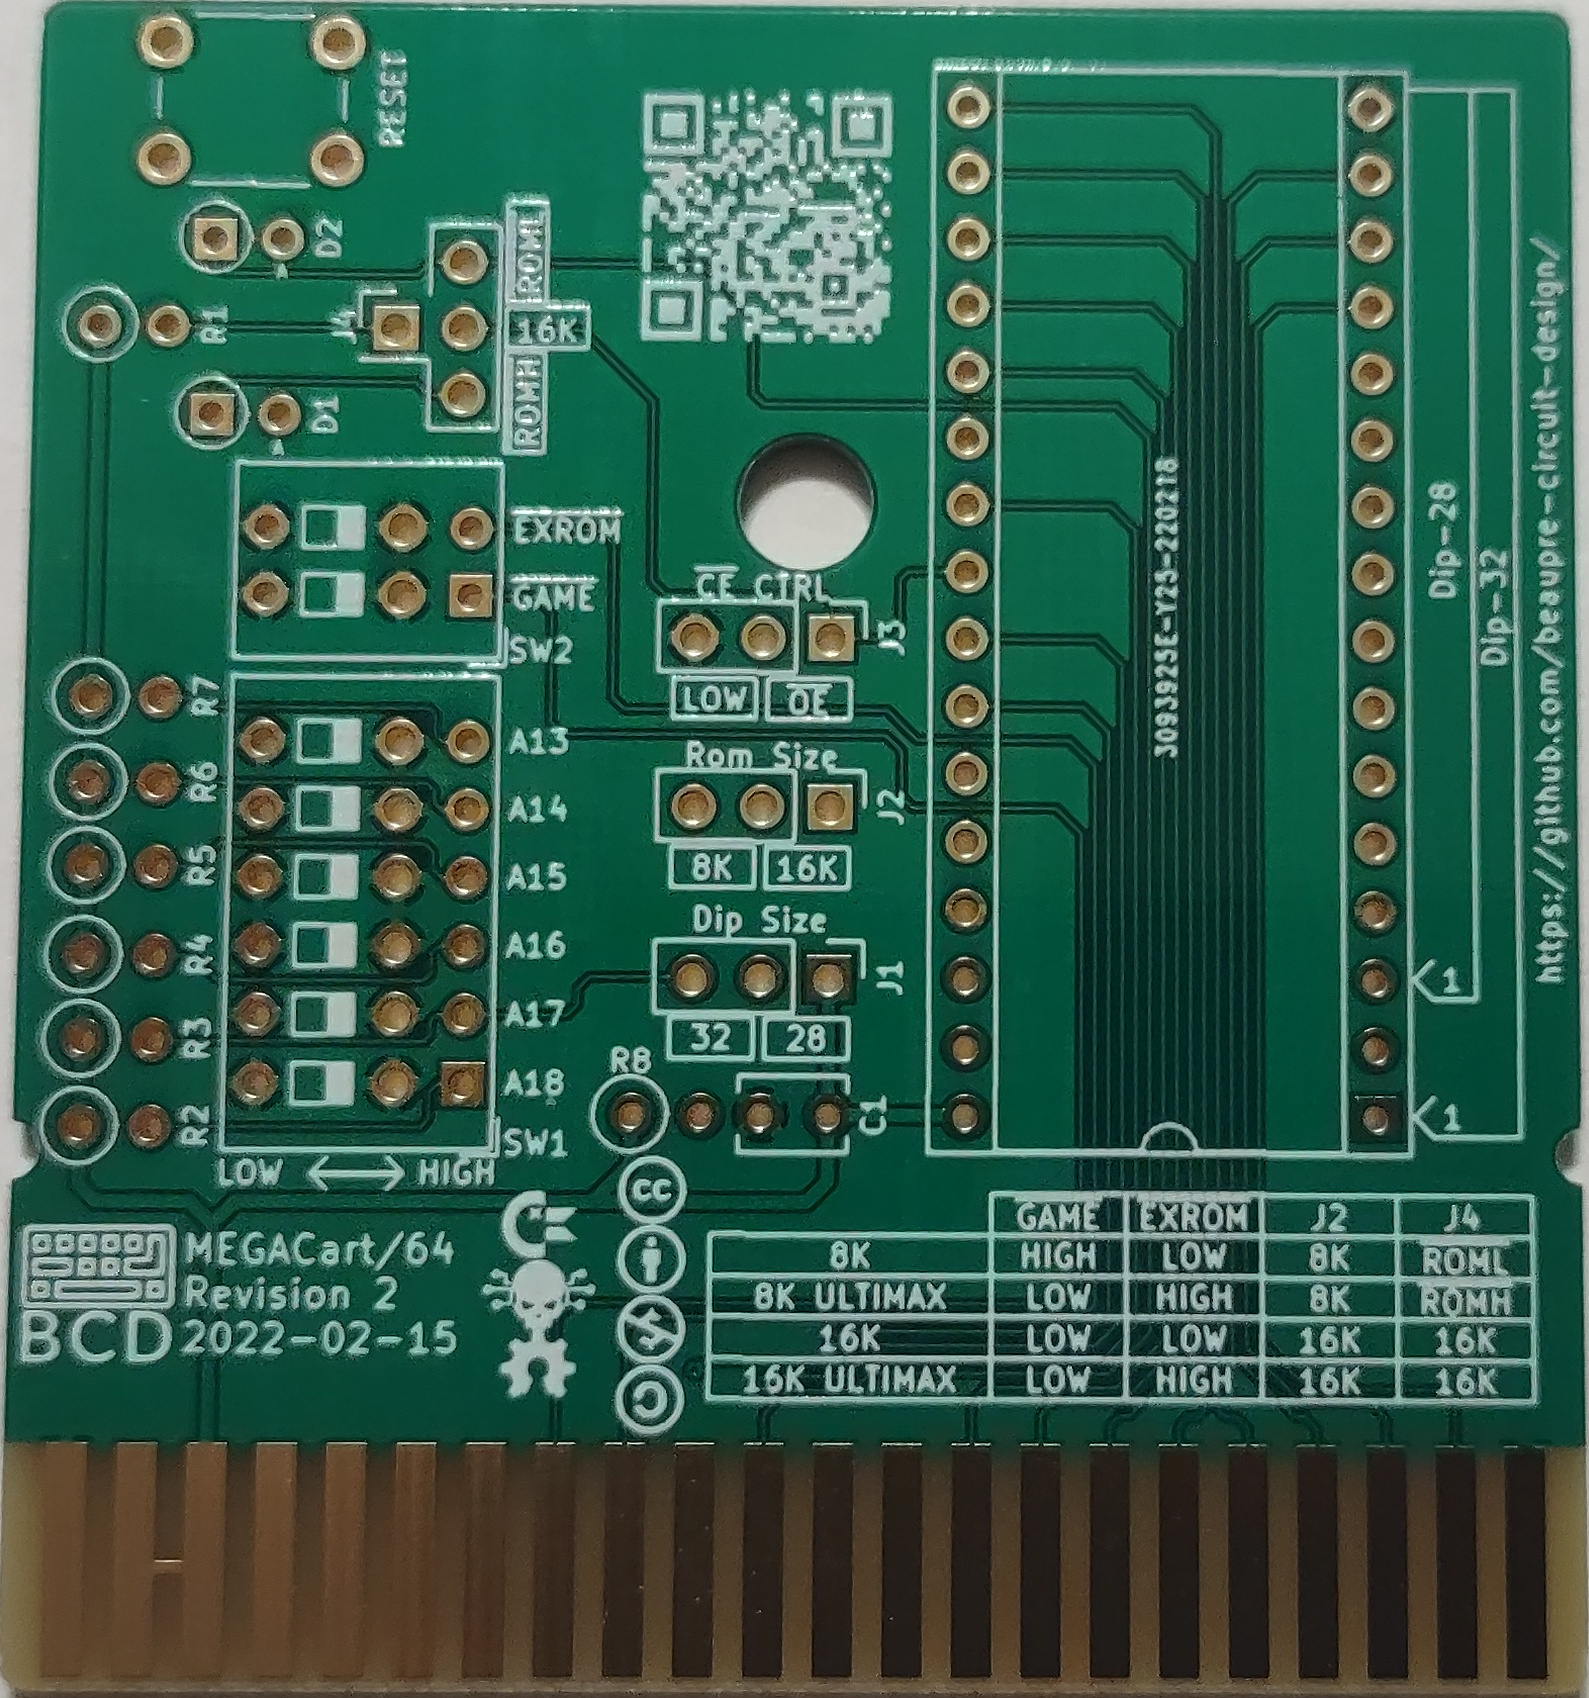 RESET
D2
ROML
R1
J4
16K
D1
ROMH
EXROM
GAME
SW2
CE CTRL
J3
LOW
OE
R7
A13
Rom Size
R6
A14
J2
8K
16K
R5
A15
Dip Size
R4
A16
J1
R3
A17
32
28
R8
A18
R2
C1
SW1
LOW
HIGH
3093925E-Y25-220218
Dip-28
Dip-32
1
1
https://github.com/beaupre-circuit-design/
MEGACart/64
Revision 2
BCD 2022-02-15
cc
GAME EXROM J2 J4
8K HIGH LOW 8K ROML
8K ULTIMAX LOW HIGH 8K ROMH
16K LOW LOW 16K 16K
16K ULTIMAX LOW HIGH 16K 16K